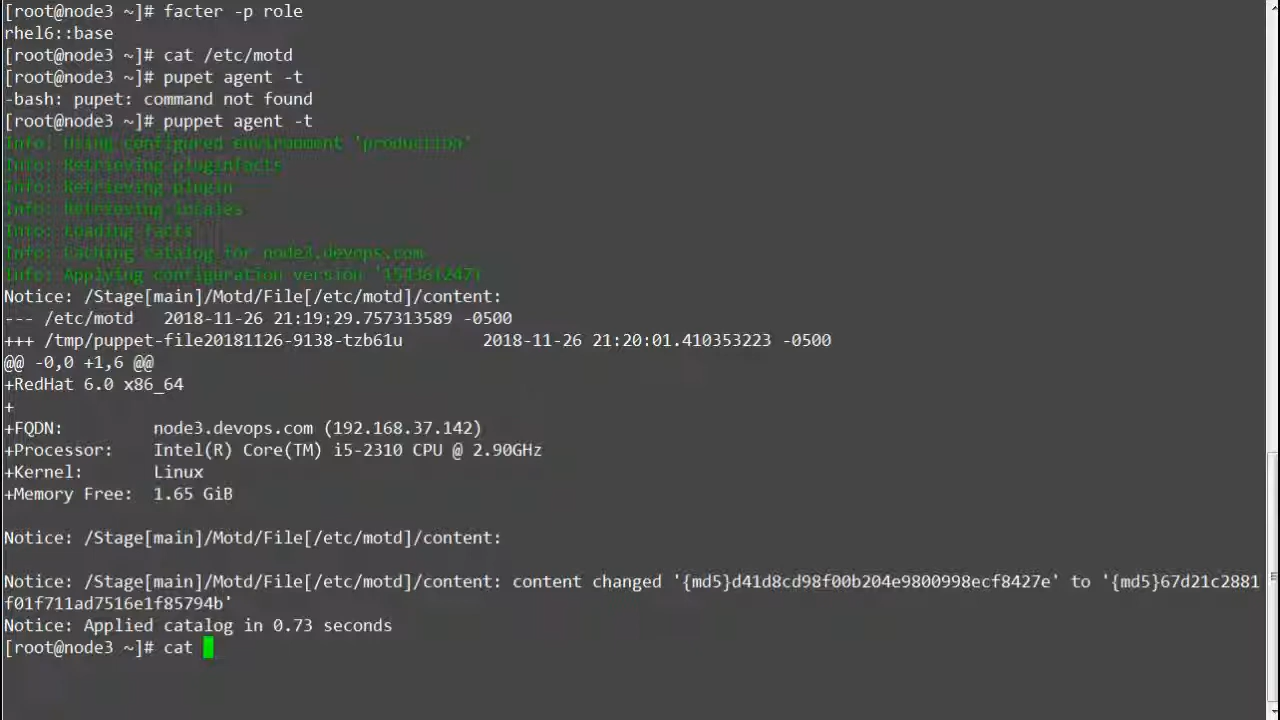 [root@node3 ~]# facter -p role
rhel6::base
[root@node3 ~]# cat /etc/motd
[root@node3 ~]# pupet agent -t
-bash: pupet: command not found
[root@node3 ~]# puppet agent -t
Info: Using configured environment 'production'
Info: Retrieving pluginfacts
Info: Retrieving plugin
Info: Retrieving locales
Info: Loading facts
Info: Caching catalog for node3.devops.com
Info: Applying configuration version
Notice: /Stage[main]/Motd/File[/etc/motd]/content:
--- /etc/motd 2018-11-26 21:19:29.757313589 -0500
+++ /tmp/puppet-file20181126-9138-tzb61u 2018-11-26 21:20:01.410353223 -0500
@@ -0,0 +1,6 @@
+RedHat 6.0 x86_64
+
+FQDN: node3.devops.com (192.168.37.142)
+Processor: Intel(R) Core(TM) i5-2310 CPU @ 2.90GHz
+Kernel: Linux
+Memory Free: 1.65 GiB
Notice: /Stage[main]/Motd/File[/etc/motd]/content:
Notice: /Stage[main]/Motd/File[/etc/motd]/content: content changed '{md5}d41d8cd98f00b204e9800998ecf8427e' to '{md5}67d21c2881
f01f711ad7516e1f85794b'
Notice: Applied catalog in 0.73 seconds
[root@node3 ~]# cat